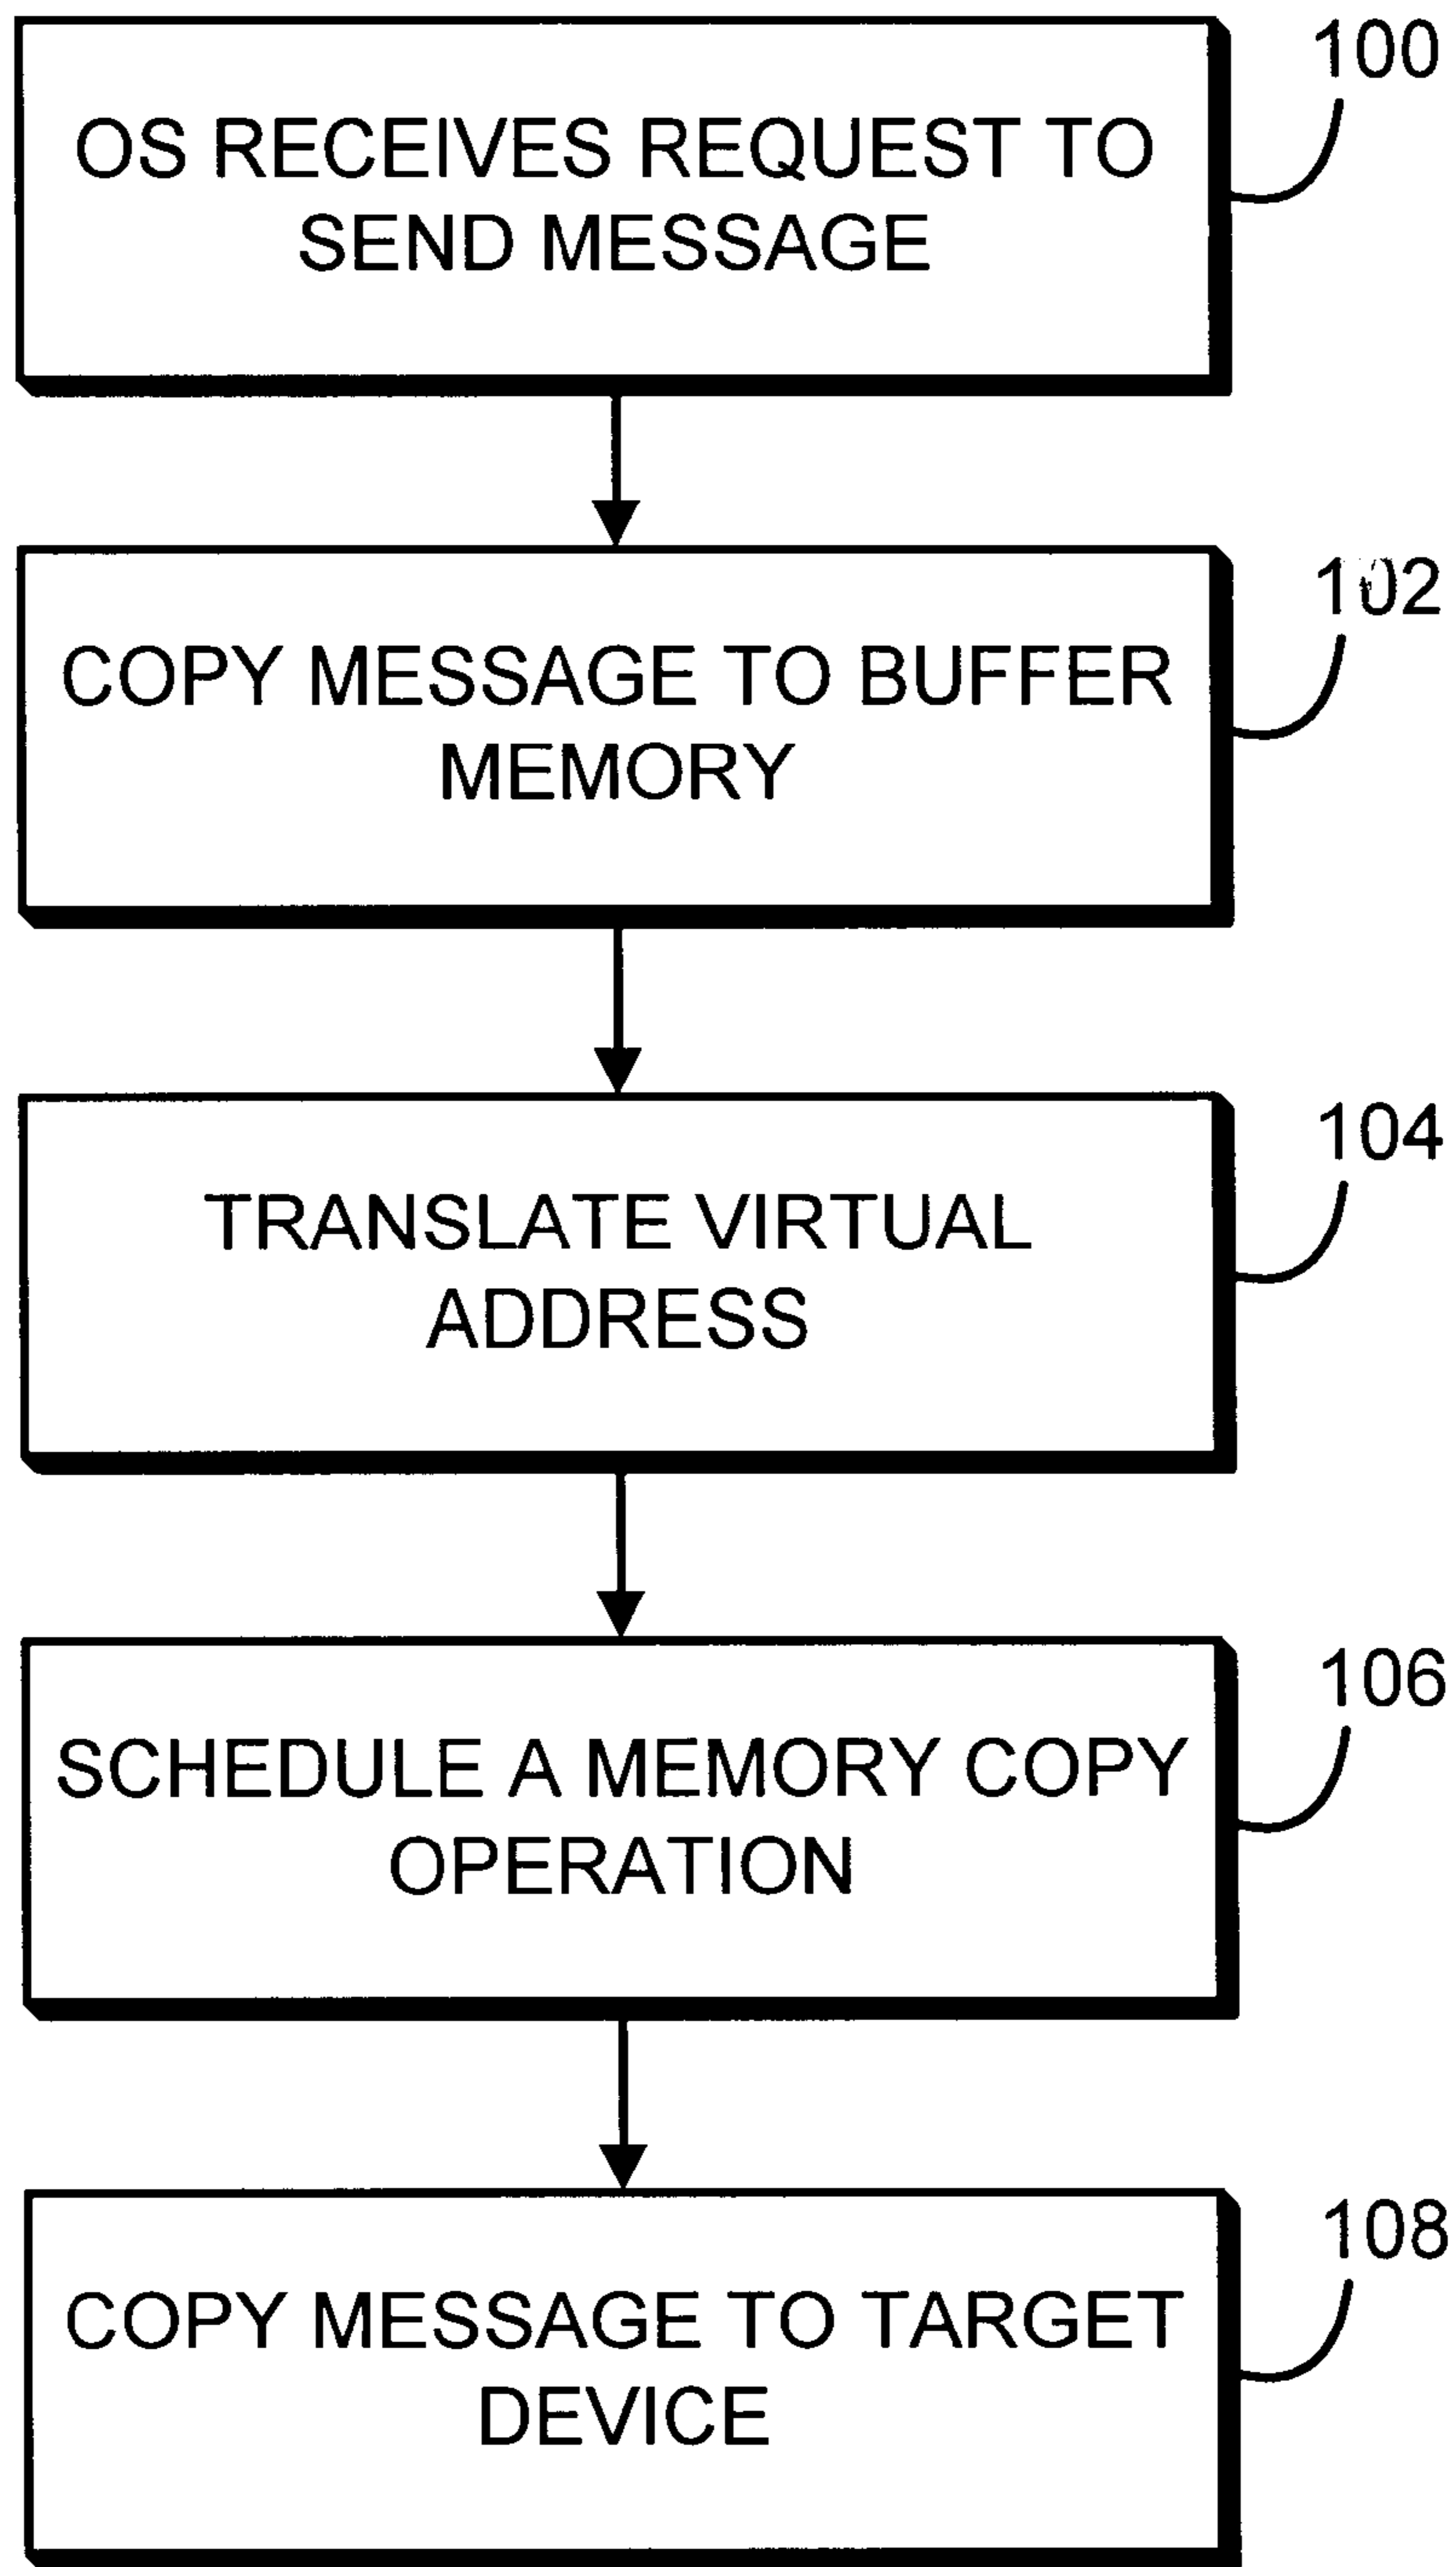 100
OS RECEIVES REQUEST TO
SEND MESSAGE
102
COPY MESSAGE TO BUFFER
MEMORY
104
TRANSLATE VIRTUAL
ADDRESS
106
SCHEDULE A MEMORY COPY
OPERATION
108
COPY MESSAGE TO TARGET
DEVICE